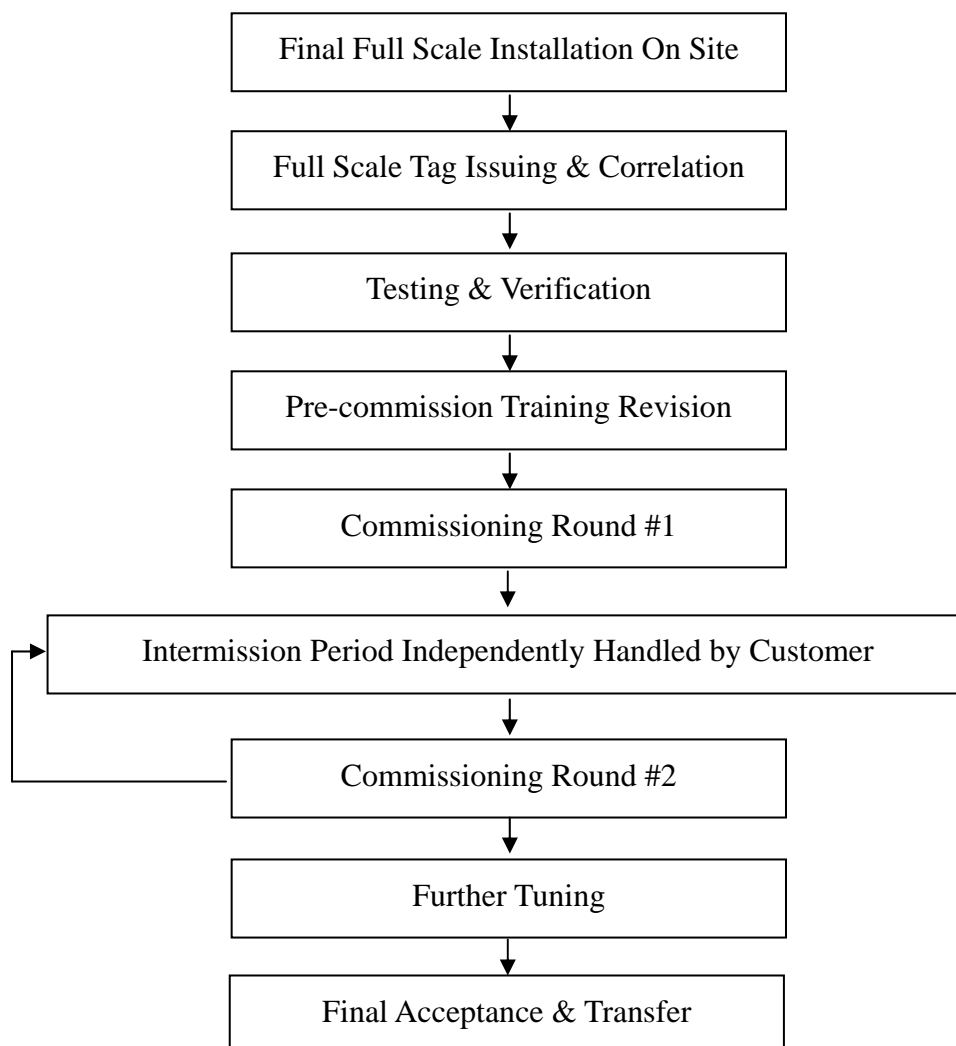 Final Full Scale Installation On Site
Full Scale Tag Issuing & Correlation
Testing & Verification
Pre-commission Training Revision
Commissioning Round #1
Intermission Period Independently Handled by Customer
Commissioning Round #2
Further Tuning
Final Acceptance & Transfer